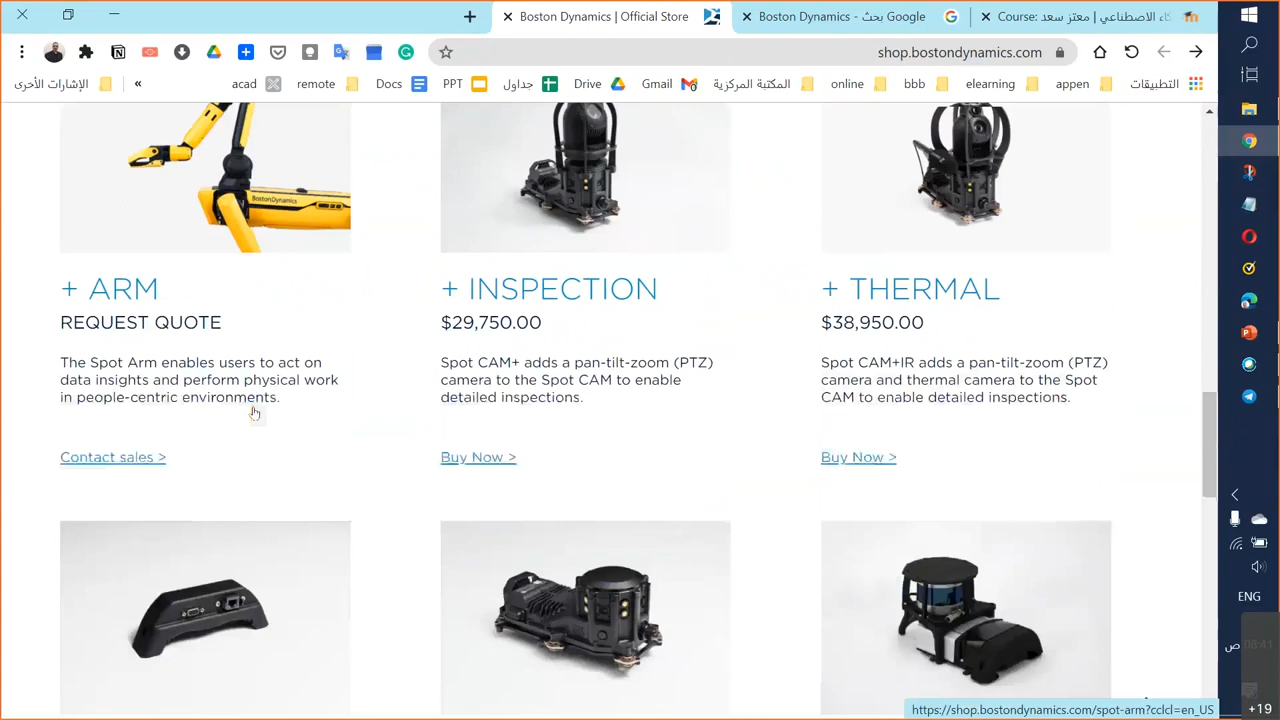 Boston Dynamics | Official Store
Boston Dynamics - بحث Google
Course: معتز سعد | كاء الاصطناعي
shop.bostondynamics.com
الإشارات الأخرى
«
acad
remote
Docs
PPT
جداول
Drive
Gmail
المكتبة المركزية
online
bbb
elearning
appen
التطبيقات
BostonDynamics
+ ARM
REQUEST QUOTE
The Spot Arm enables users to act on
data insights and perform physical work
in people-centric environments.
Contact sales >
+ INSPECTION
$29,750.00
Spot CAM+ adds a pan-tilt-zoom (PTZ)
camera to the Spot CAM to enable
detailed inspections.
Buy Now >
+ THERMAL
$38,950.00
Spot CAM+IR adds a pan-tilt-zoom (PTZ)
camera and thermal camera to the Spot
CAM to enable detailed inspections.
Buy Now >
https://shop.bostondynamics.com/spot-arm?cclcl=en_US
ENG
08:41 ص
+19